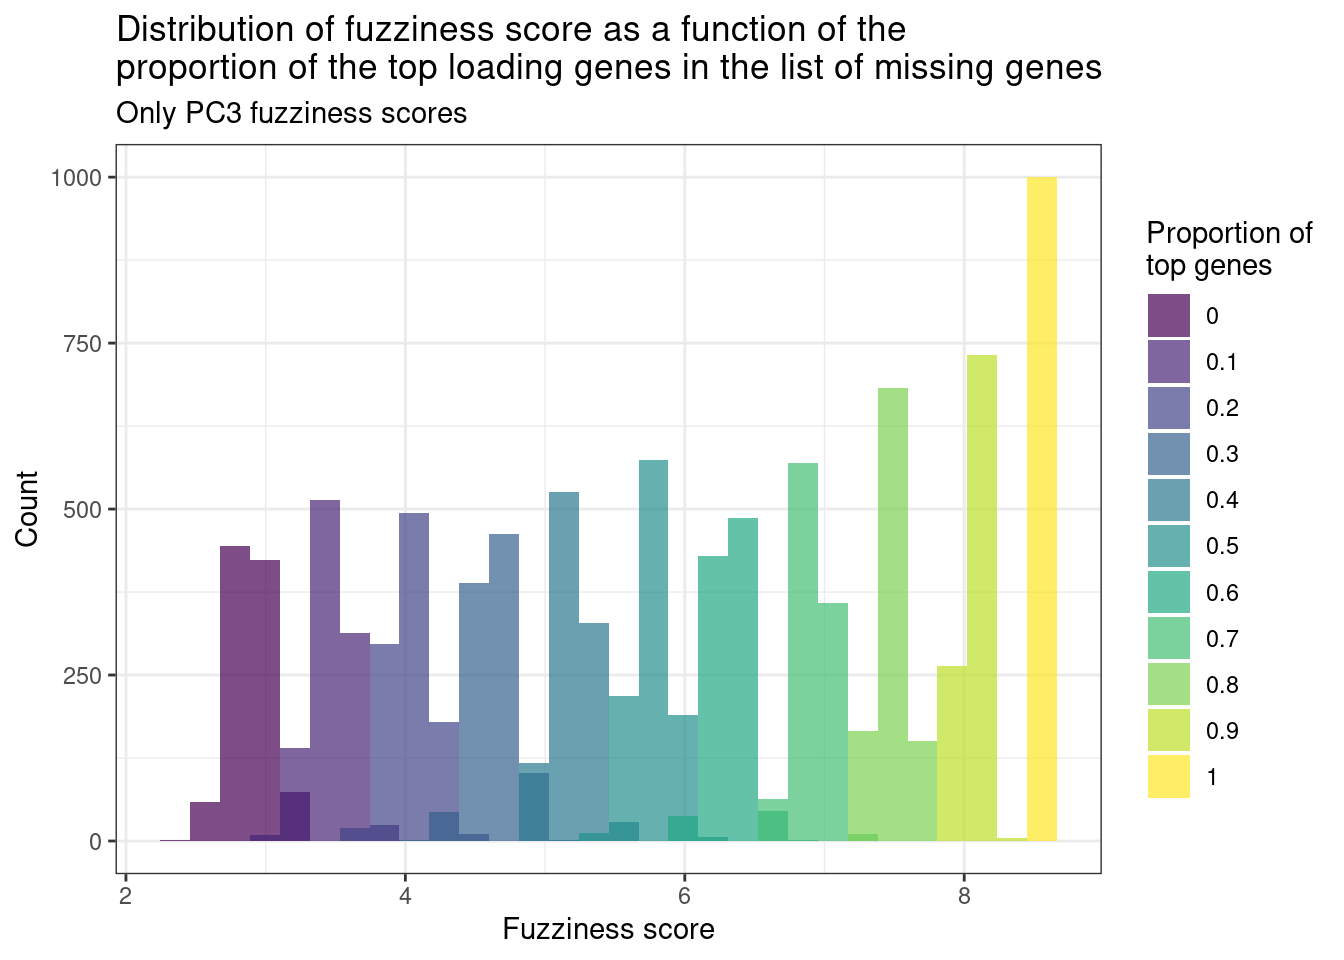 Distribution of fuzziness score as a function of the
proportion of the top loading genes in the list of missing genes
Only PC3 fuzziness scores
Count
1000
750
500
250
0
2
4
6
8
Fuzziness score
Proportion of
top genes
0
0.1
0.2
0.3
0.4
0.5
0.6
0.7
0.8
0.9
1